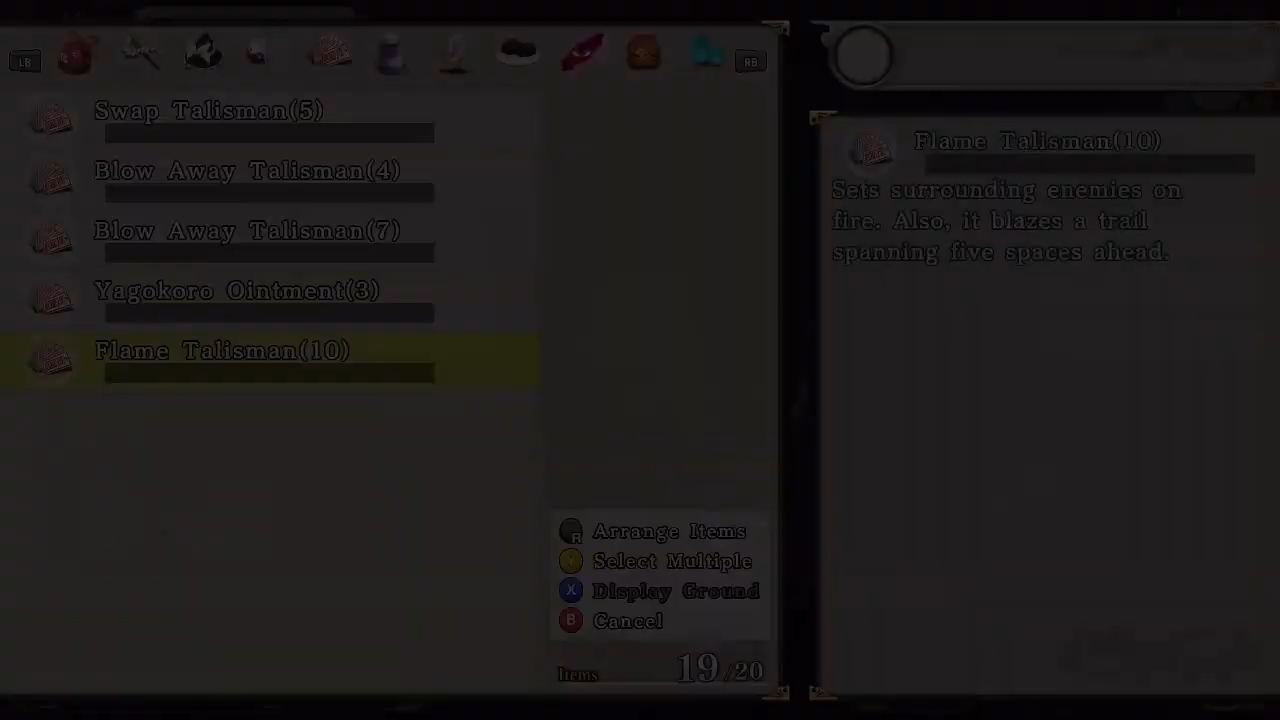 LB
RB
Swap Talisman(5)
Blow Away Talisman(4)
Blow Away Talisman(7)
Yagokoro Ointment(3)
Flame Talisman(10)
Arrange Items
Select Multiple
X Display Ground
B Cancel
Items 19/20
Flame Talisman(10)
Sets surrounding enemies on
fire. Also, it blazes a trail
spanning five spaces ahead.